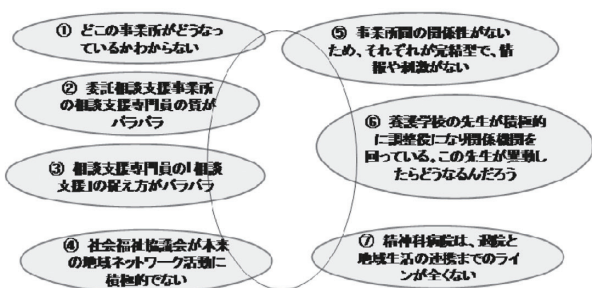 ① どこの事業所がどうなっ
ているかわからない
② 委託相談支援事業所
の相談支援専門員の質が
バラバラ
③ 相談支援専門員の「相談
支援」の捉え方がバラバラ
④ 社会福祉協議会が本来
の地域ネットワーク活動に
積極的でない
⑤ 事業所間の関係性がない
ため、それぞれが完結型で、情
報や刺激がない
⑥ 養護学校の先生が積極的
に調整役になり関係機関を
回っている。この先生が異動し
たらどうなるんだろう
⑦ 精神科病院は、退院と
地域生活の連携までのライ
ンが全くない